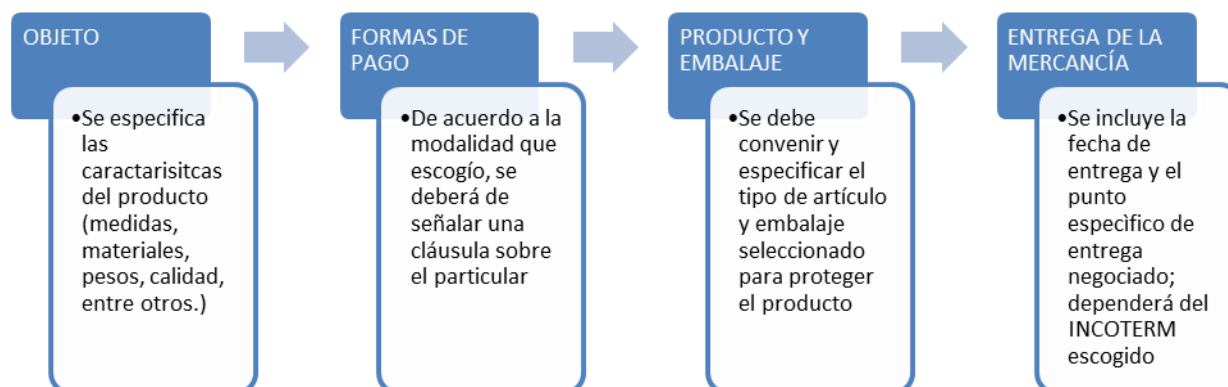 OBJETO
•Se especifica
las
caractarisitcas
del producto
(medidas,
materiales,
pesos, calidad,
entre otros.)
FORMAS DE
PAGO
•De acuerdo a la
modalidad que
escogío, se
deberá de
señalar una
cláusula sobre
el particular
PRODUCTO Y
EMBALAJE
•Se debe
convenir y
especificar el
tipo de artículo
y embalaje
seleccionado
para proteger
el producto
ENTREGA DE LA
MERCANCÍA
•Se incluye la
fecha de
entrega y el
punto
especìfico de
entrega
negociado;
dependerá del
INCOTERM
escogido